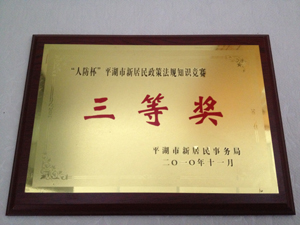 “人防杯”平湖市新居民政策法规知识竞赛
三等奖
平湖市新居民事务局
二〇一〇年十一月